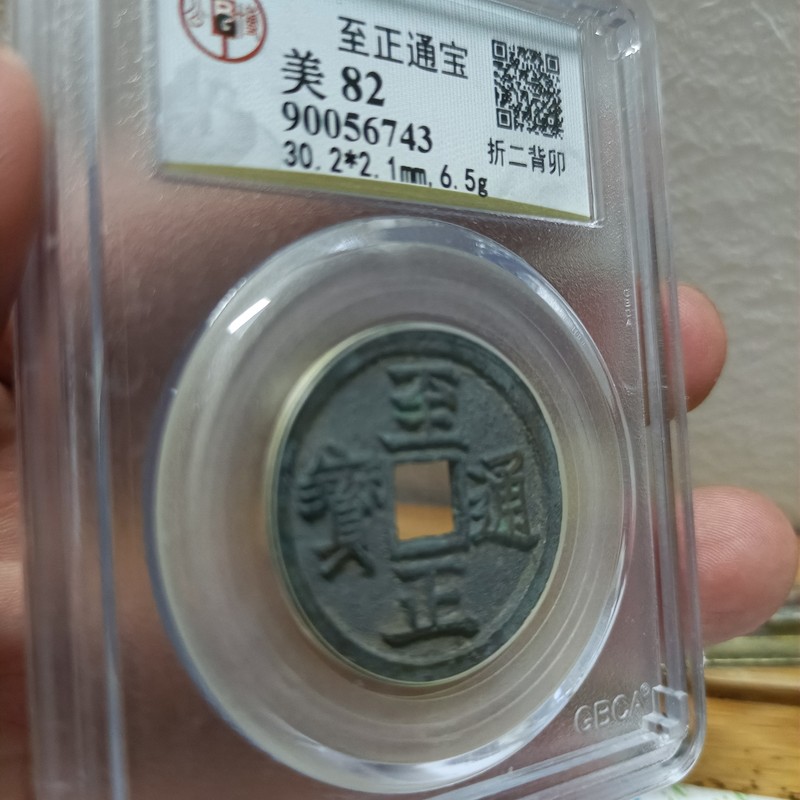 至正通宝
美 82
90056743
折二背卯
30.2*2.1mm,6.5g
至
通
寳
正
GBCA